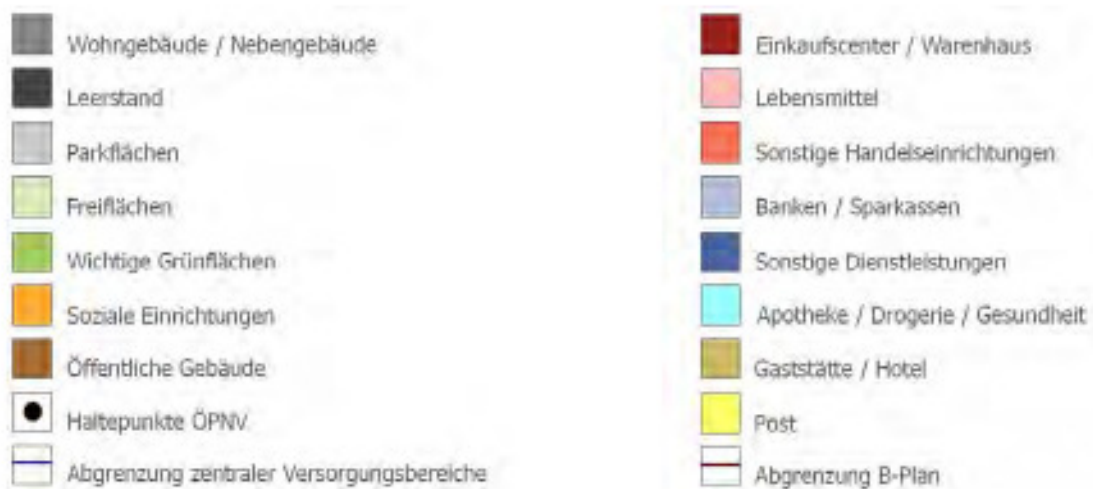 Wohngebäude / Nebengebäude
Leerstand
Parkflächen
Freiflächen
Wichtige Grünflächen
Soziale Einrichtungen
Öffentliche Gebäude
Haltepunkte ÖPNV
Abgrenzung zentraler Versorgungsbereiche
Einkaufscenter / Warenhaus
Lebensmittel
Sonstige Handelseinrichtungen
Banken / Sparkassen
Sonstige Dienstleistungen
Apotheke / Drogerie / Gesundheit
Gaststätte / Hotel
Post
Abgrenzung B-Plan